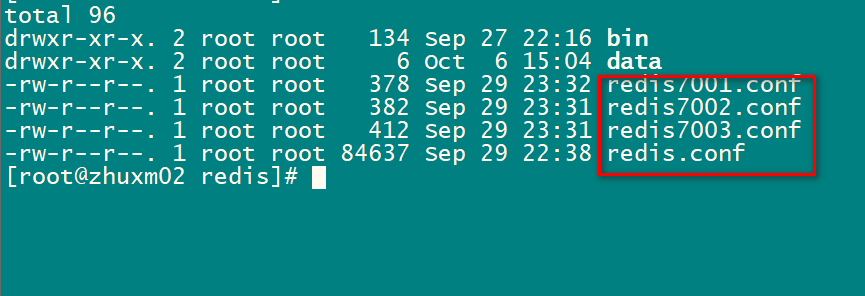 total 96
drwxr-xr-x. 2 root root   134 Sep 27 22:16 bin
drwxr-xr-x. 2 root root     6 Oct  6 15:04 data
-rw-r--r--. 1 root root   378 Sep 29 23:32 redis7001.conf
-rw-r--r--. 1 root root   382 Sep 29 23:31 redis7002.conf
-rw-r--r--. 1 root root   412 Sep 29 23:31 redis7003.conf
-rw-r--r--. 1 root root 84637 Sep 29 22:38 redis.conf
[root@zhuxm02 redis]#